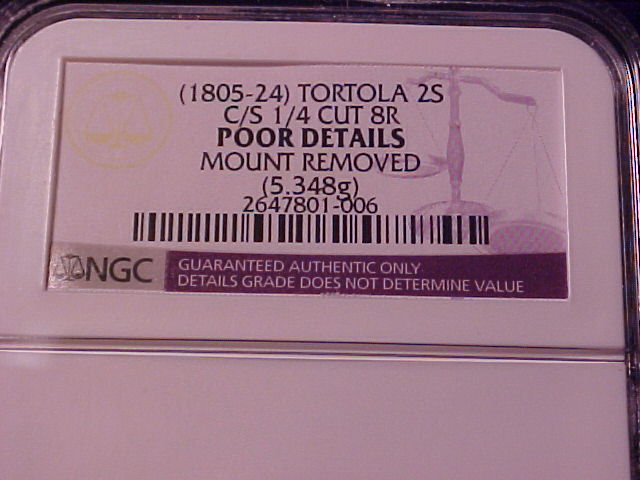 (1805-24) TORTOLA 2S
C/S 1/4 CUT 8R
POOR DETAILS
MOUNT REMOVED
(5.348g)
2647801-006
NGC
GUARANTEED AUTHENTIC ONLY
DETAILS GRADE DOES NOT DETERMINE VALUE